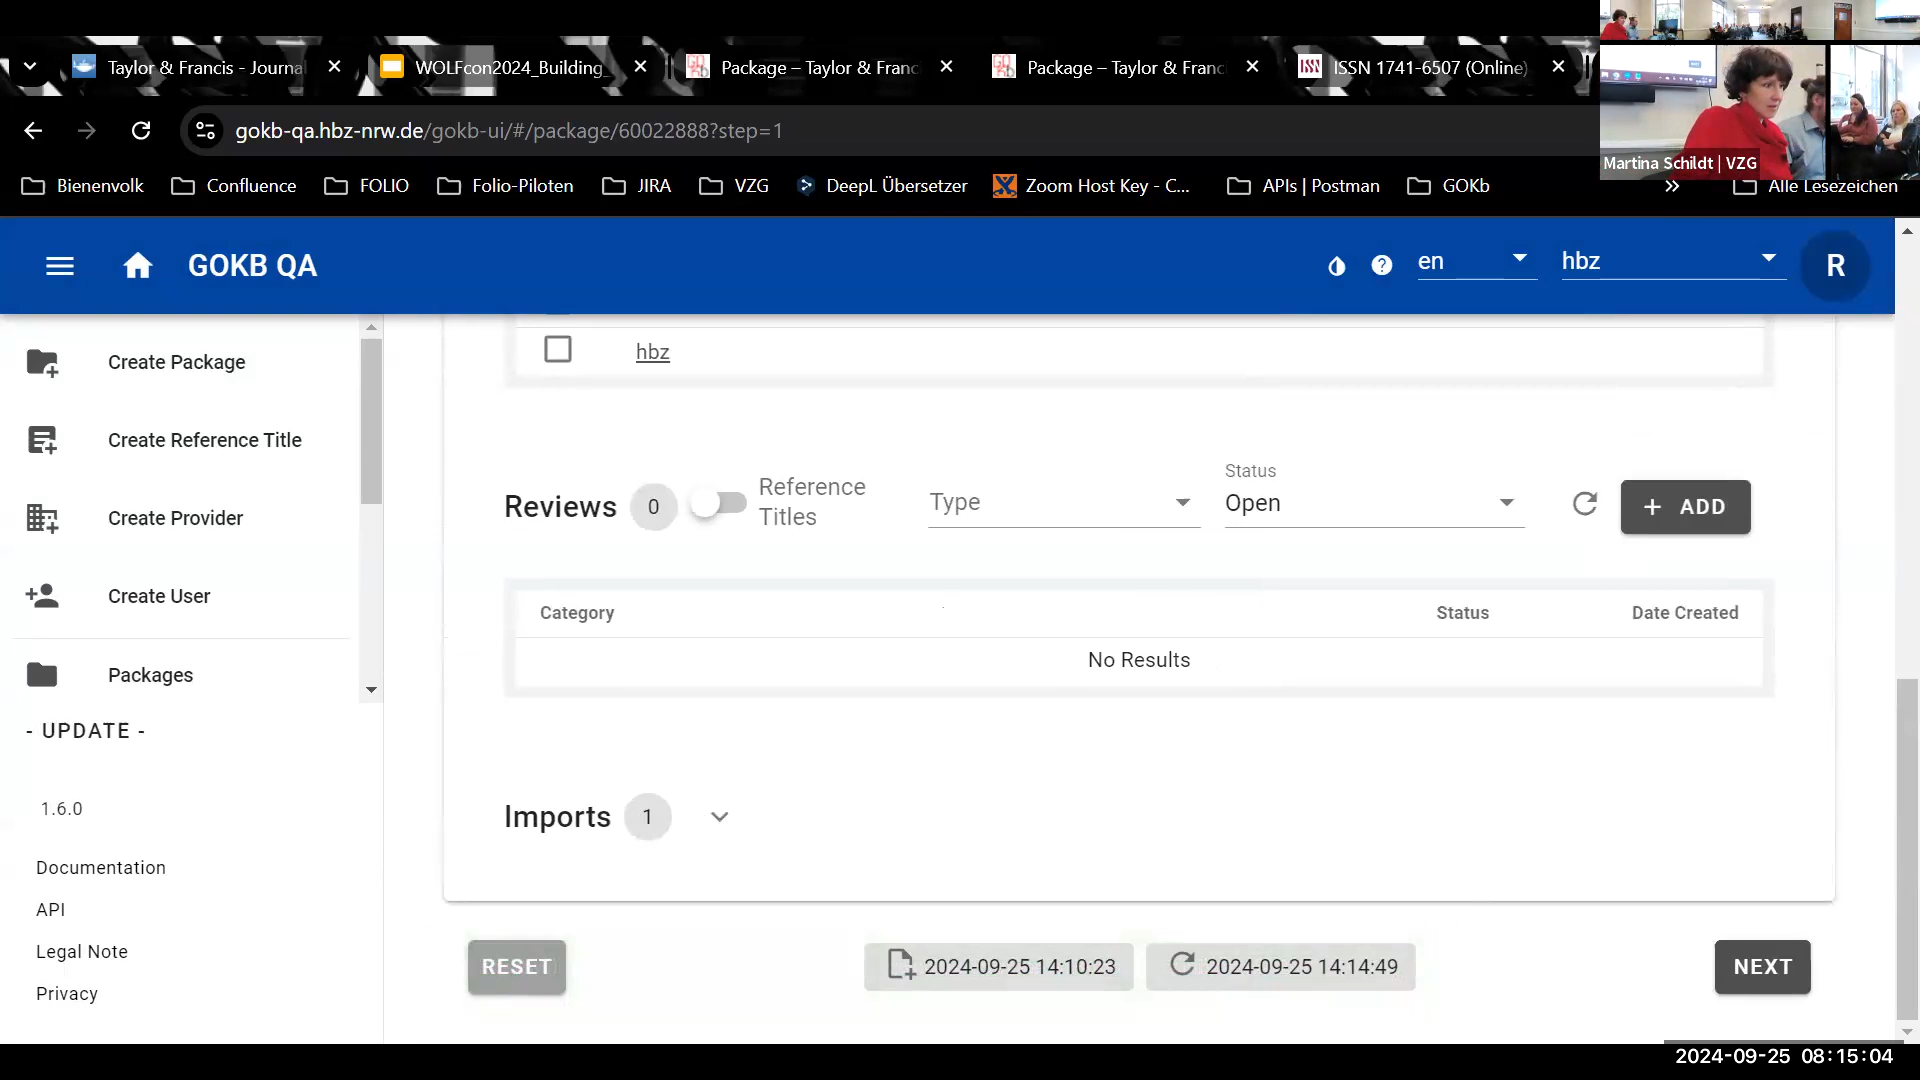 Taylor & Francis - Journa
WOLFcon2024_Building_
Package – Taylor & Franc
Package – Taylor & Franc
ISSN 1741-6507 (Online)
gokb-qa.hbz-nrw.de/gokb-ui/#/package/60022888?step=1
Martina Schildt | VZG
Bienenvolk
Confluence
FOLIO
Folio-Piloten
JIRA
VZG
DeepL Übersetzer
Zoom Host Key - C...
APIs | Postman
GOKb
»
Alle Lesezeichen
GOKB QA
en
hbz
R
Create Package
Create Reference Title
Create Provider
Create User
Packages
- UPDATE -
1.6.0
Documentation
API
Legal Note
Privacy
hbz
Reviews 0
Reference
Titles
Type
Status
Open
+ ADD
Category
Status
Date Created
No Results
Imports 1
RESET
2024-09-25 14:10:23
2024-09-25 14:14:49
NEXT
2024-09-25 08:15:04